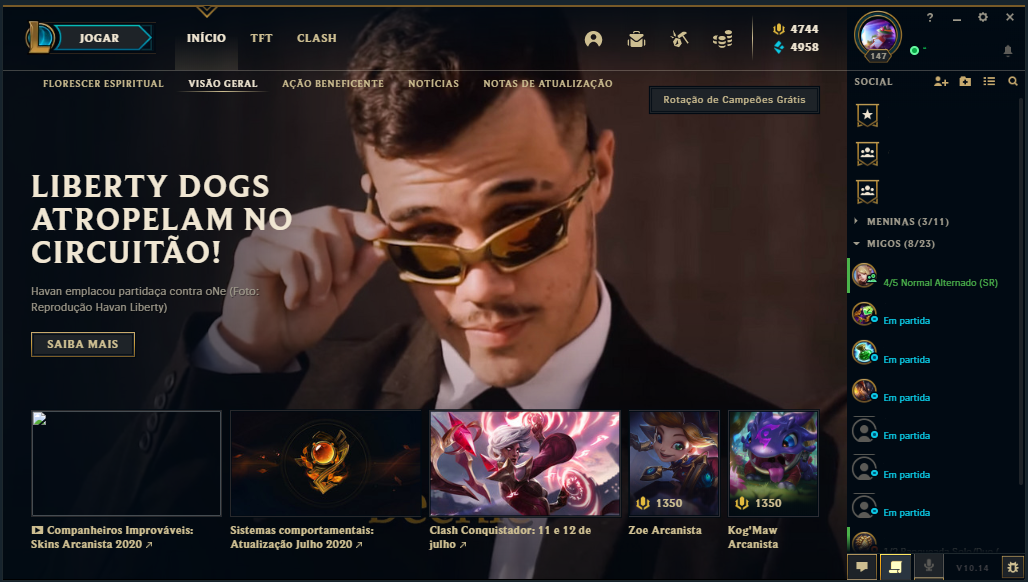 JOGAR
INÍCIO
TFT
CLASH
4744
4958
?
147
-
FLORESCER ESPIRITUAL
VISÃO GERAL
AÇÃO BENEFICENTE
NOTÍCIAS
NOTAS DE ATUALIZAÇÃO
Rotação de Campeões Grátis
LIBERTY DOGS
ATROPELAM NO
CIRCUITÃO!
Havan emplacou partidaça contra oNe (Foto:
Reprodução Havan Liberty)
SAIBA MAIS
1350
1350
Companheiros Improváveis:
Skins Arcanista 2020 ↗
Sistemas comportamentais:
Atualização Julho 2020 ↗
Clash Conquistador: 11 e 12 de
julho ↗
Zoe Arcanista
Kog'Maw
Arcanista
SOCIAL
MENINAS (3/11)
MIGOS (8/23)
4/5 Normal Alternado (SR)
Em partida
Em partida
Em partida
Em partida
Em partida
Em partida
V10.14